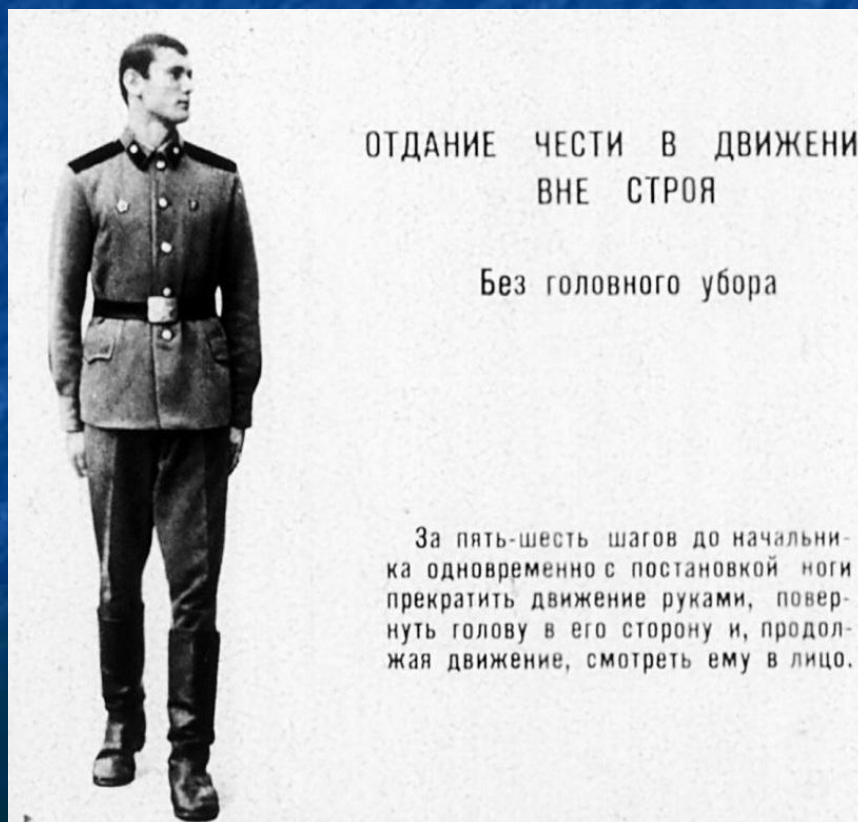 ОТДАНИЕ ЧЕСТИ В ДВИЖЕНИ
ВНЕ СТРОЯ
Без головного убора
За пять-шесть шагов до начальни-
ка одновременно с постановкой ноги
прекратить движение руками, повер-
нуть голову в его сторону и, продол-
жая движение, смотреть ему в лицо.